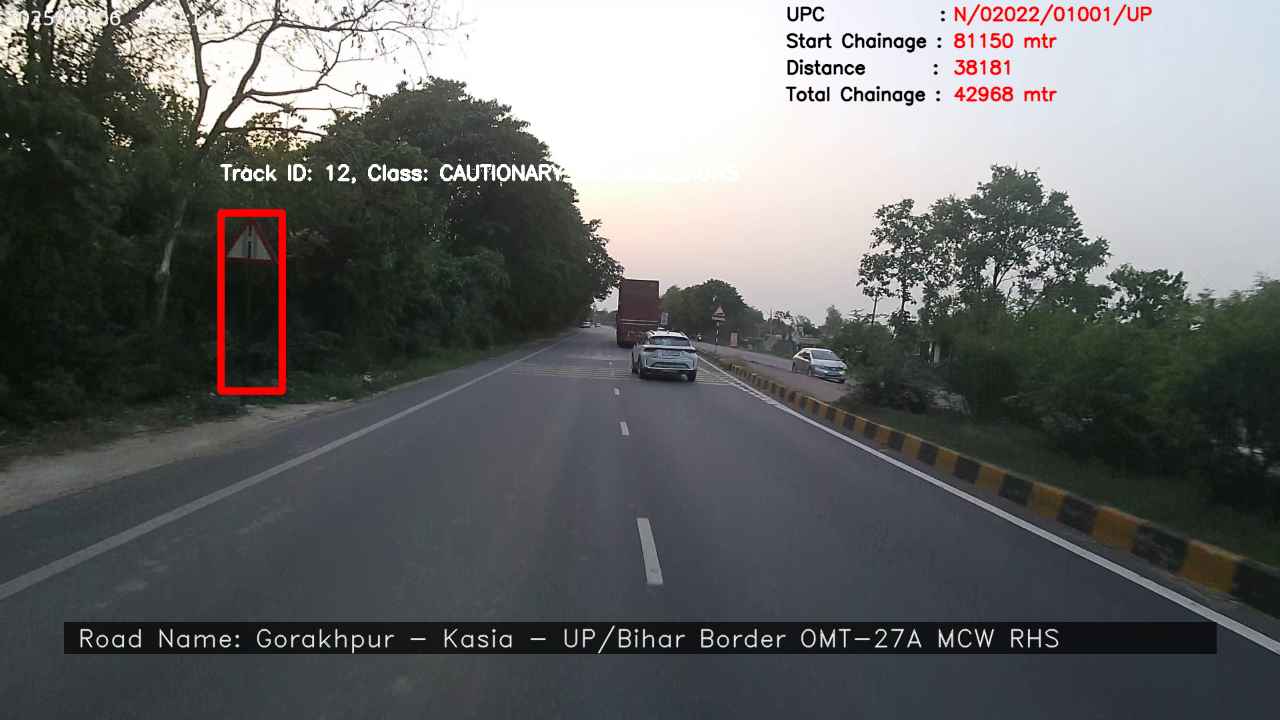 UPC : N/02022/01001/UP
Start Chainage : 81150 mtr
Distance : 38181
Total Chainage : 42968 mtr
Track ID: 12, Class: CAUTIONARY
Road Name: Gorakhpur - Kasia - UP/Bihar Border OMT-27A MCW RHS